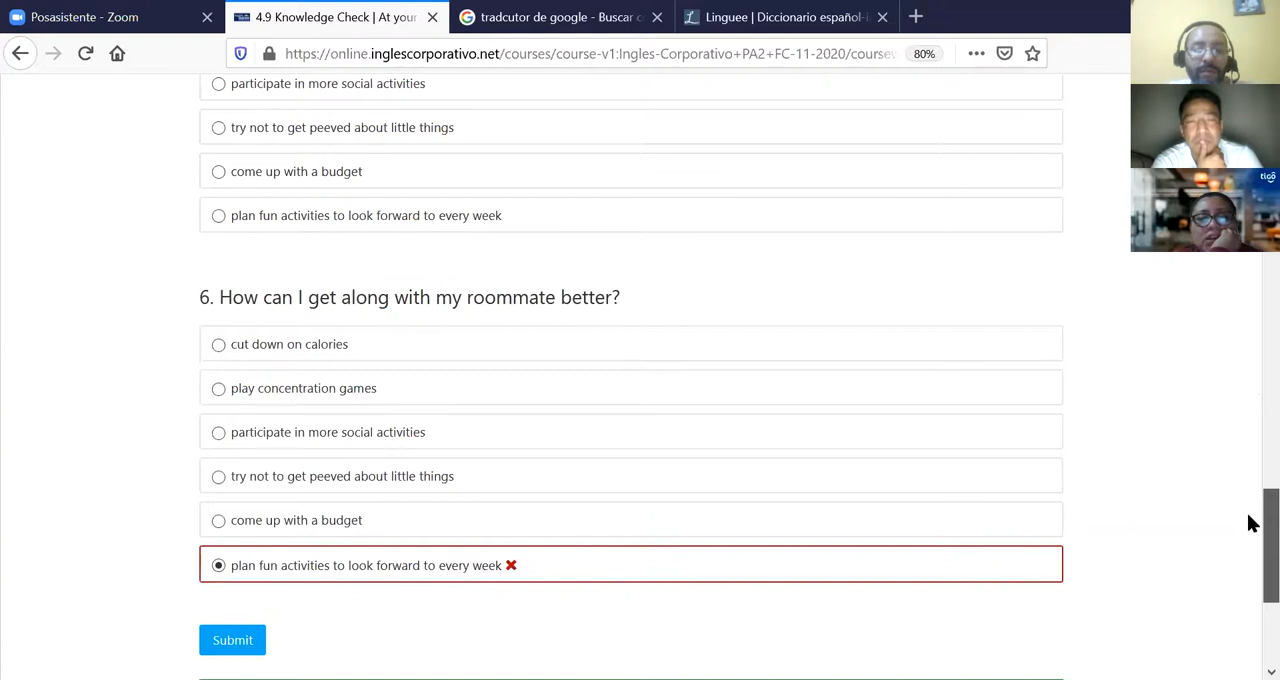 Posasistente - Zoom
4.9 Knowledge Check | At your
tradcutor de google - Buscar c
Linguee | Diccionario español-i
https://online.inglescorporativo.net/courses/course-v1:Ingles-Corporativo+PA2+FC-11-2020/course
80%
tigo
participate in more social activities
try not to get peeved about little things
come up with a budget
plan fun activities to look forward to every week
6. How can I get along with my roommate better?
cut down on calories
play concentration games
participate in more social activities
try not to get peeved about little things
come up with a budget
plan fun activities to look forward to every week
Submit